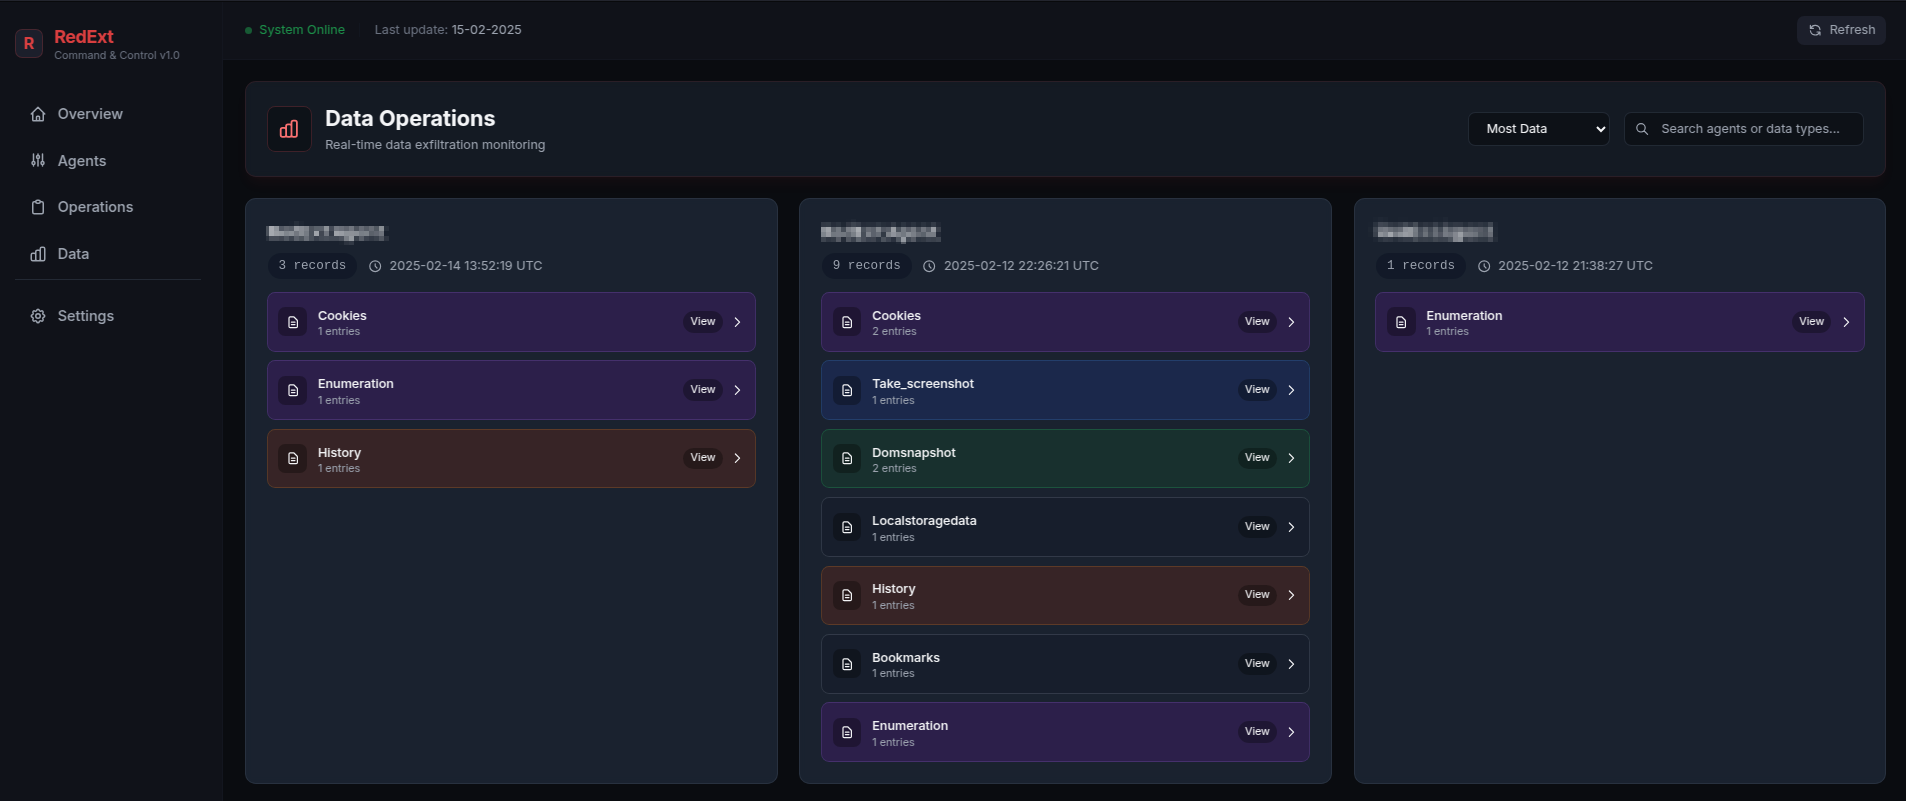 R
RedExt
Command & Control v1.0
Overview
Agents
Operations
Data
Settings
System Online
Last update: 15-02-2025
Refresh
Data Operations
Real-time data exfiltration monitoring
Most Data
Search agents or data types...
3 records
2025-02-14 13:52:19 UTC
Cookies
1 entries
View
Enumeration
1 entries
View
History
1 entries
View
9 records
2025-02-12 22:26:21 UTC
Cookies
2 entries
View
Take_screenshot
1 entries
View
Domsnapshot
2 entries
View
Localstoragedata
1 entries
View
History
1 entries
View
Bookmarks
1 entries
View
Enumeration
1 entries
View
1 records
2025-02-12 21:38:27 UTC
Enumeration
1 entries
View